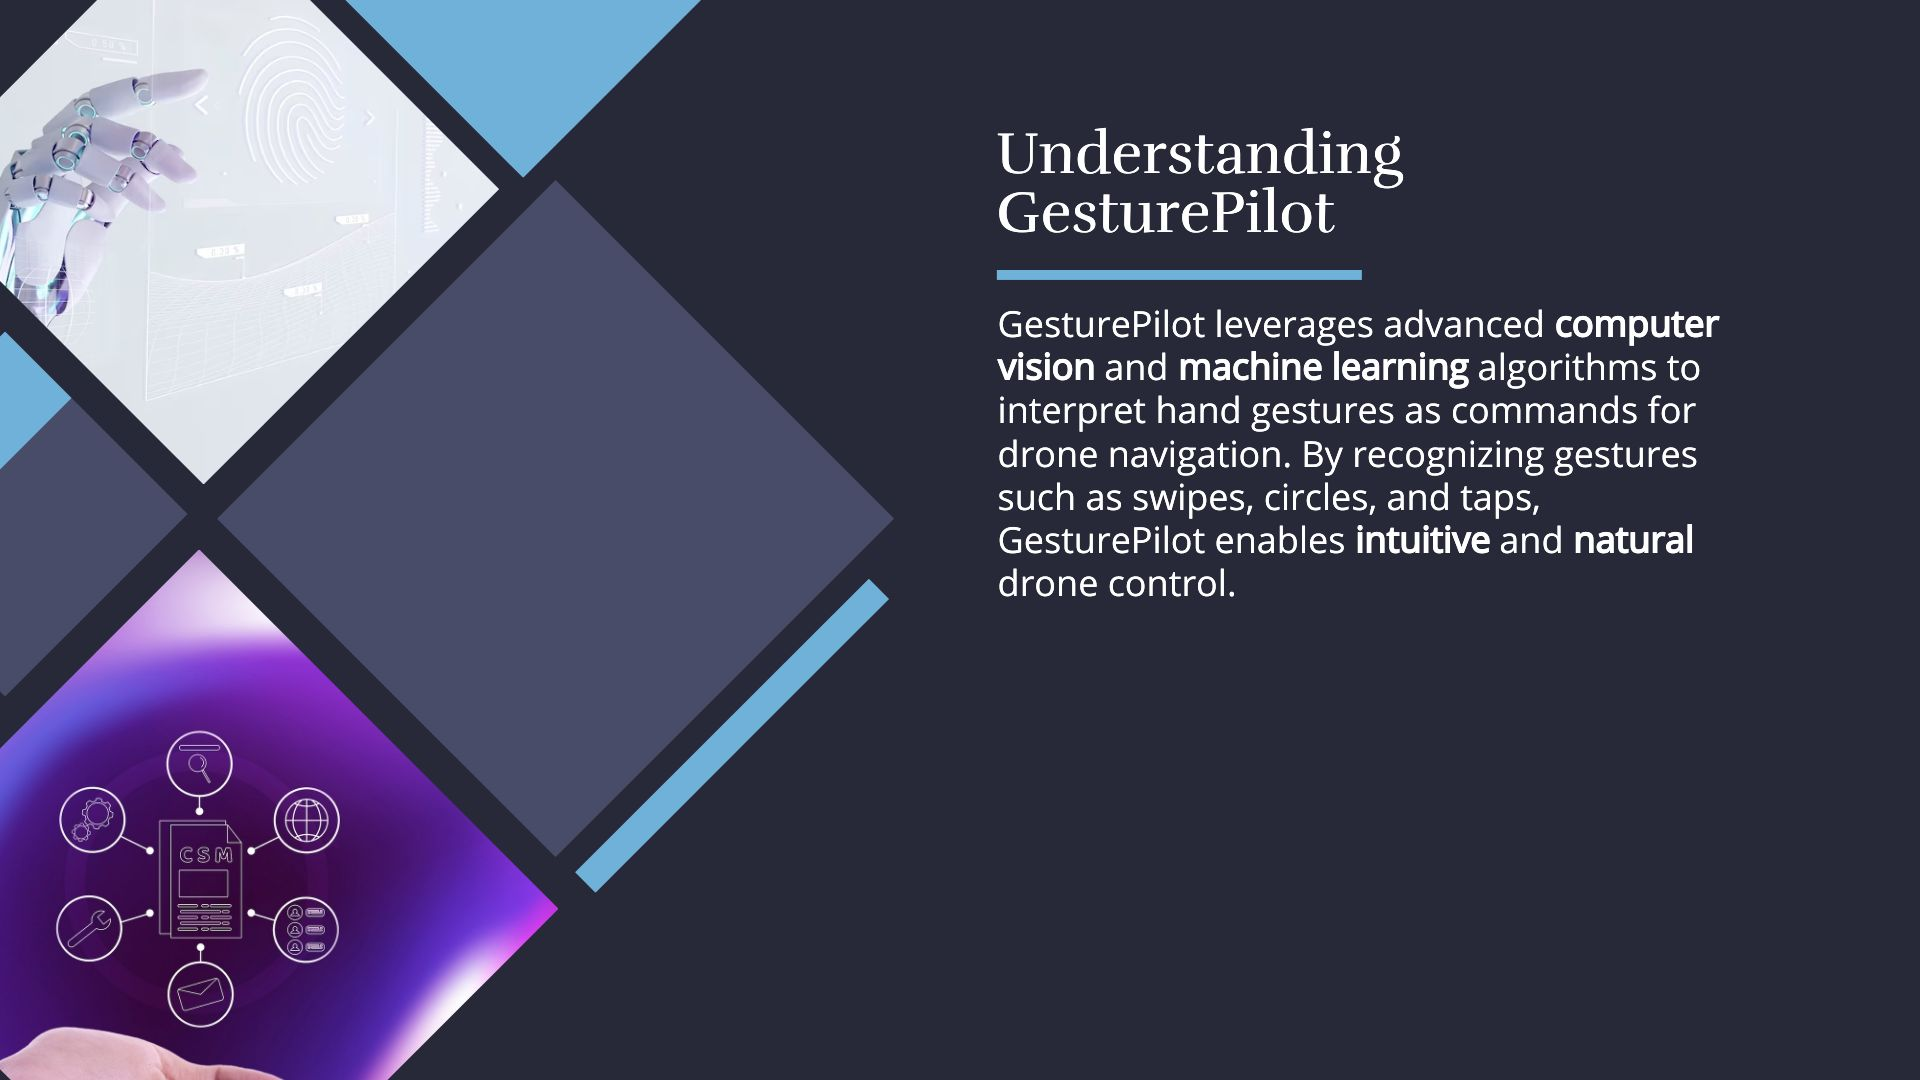 Understanding
GesturePilot
GesturePilot leverages advanced computer
vision and machine learning algorithms to
interpret hand gestures as commands for
drone navigation. By recognizing gestures
such as swipes, circles, and taps,
GesturePilot enables intuitive and natural
drone control.
CSM